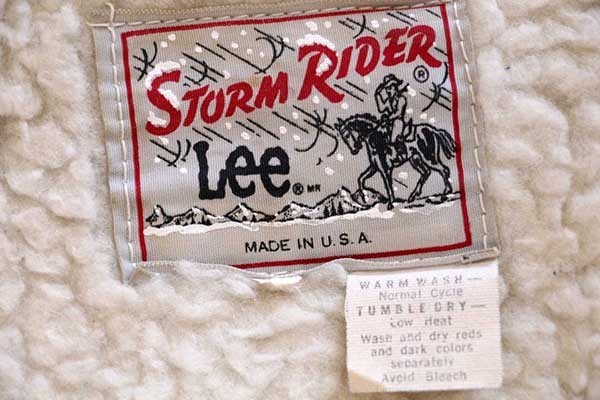 STORM RIDER ®
Lee ® MR
MADE IN U.S.A.
WARM WASH—
Normal Cycle
TUMBLE DRY—
Low Heat
Wash and dry reds
and dark colors
separately
Avoid Bleach